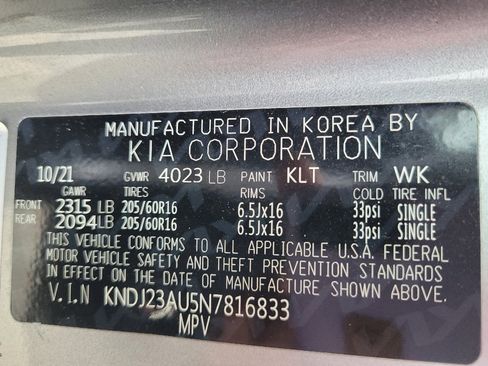 MANUFACTURED IN KOREA BY
KIA CORPORATION
10/21 GVWR 4023 LB PAINT KLT TRIM WK
GAWR TIRES RIMS COLD TIRE INFL
FRONT 2315 LB 205/60R16 6.5Jx16 33psi SINGLE
REAR 2094 LB 205/60R16 6.5Jx16 33psi SINGLE
THIS VEHICLE CONFORMS TO ALL APPLICABLE U.S.A. FEDERAL
MOTOR VEHICLE SAFETY AND THEFT PREVENTION STANDARDS
IN EFFECT ON THE DATE OF MANUFACTURE SHOWN ABOVE.
V.I.N KNDJ23AU5N7816833
MPV